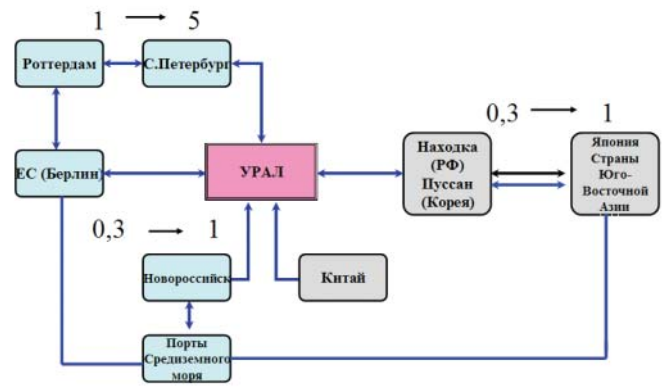 1 → 5
Роттердам
С.Петербург
0,3 → 1
Находка
(РФ)
Пуссан
(Корея)
Япония
Страны
Юго-
Восточной
Азии
ЕС (Берлин)
УРАЛ
0,3 → 1
Новороссийск
Китай
Порты
Средиземного
моря